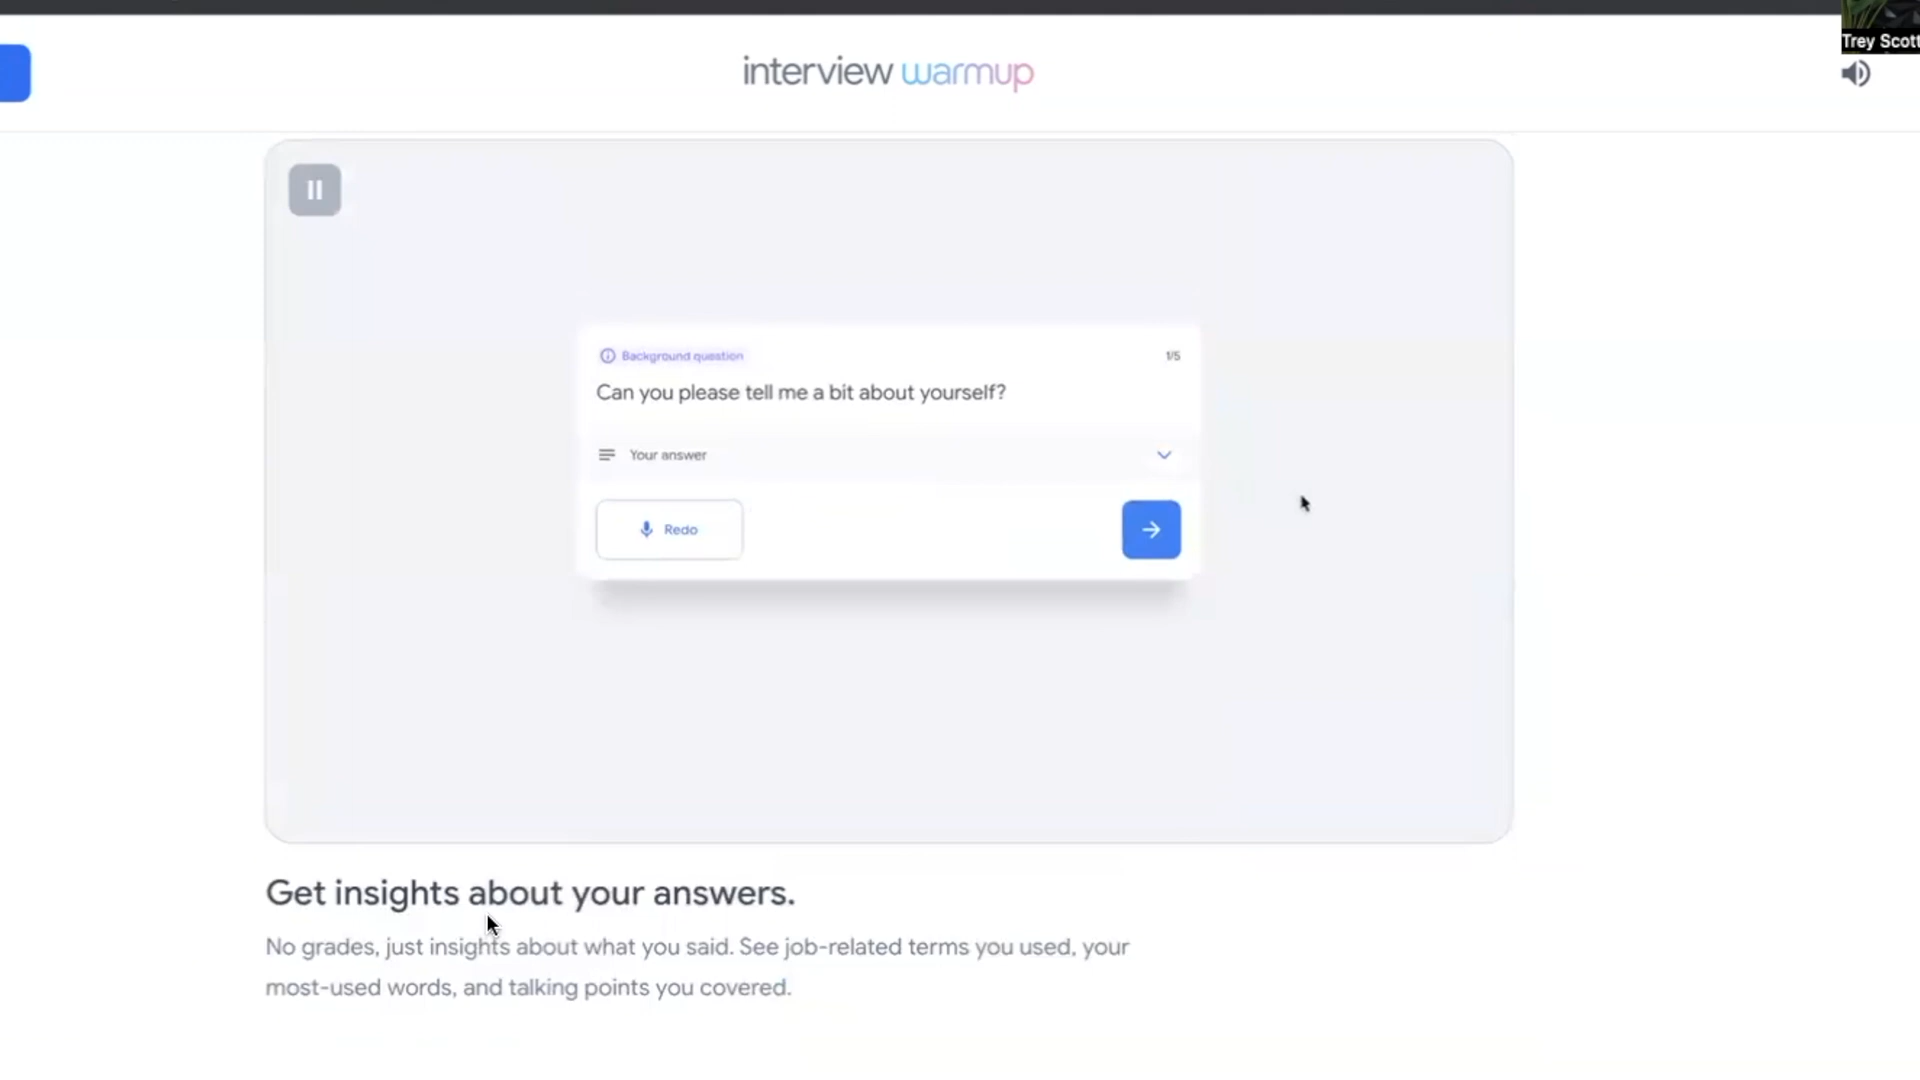 Trey Scott
interview warmup
Background question
1/5
Can you please tell me a bit about yourself?
Your answer
Redo
Get insights about your answers.
No grades, just insights about what you said. See job-related terms you used, your
most-used words, and talking points you covered.